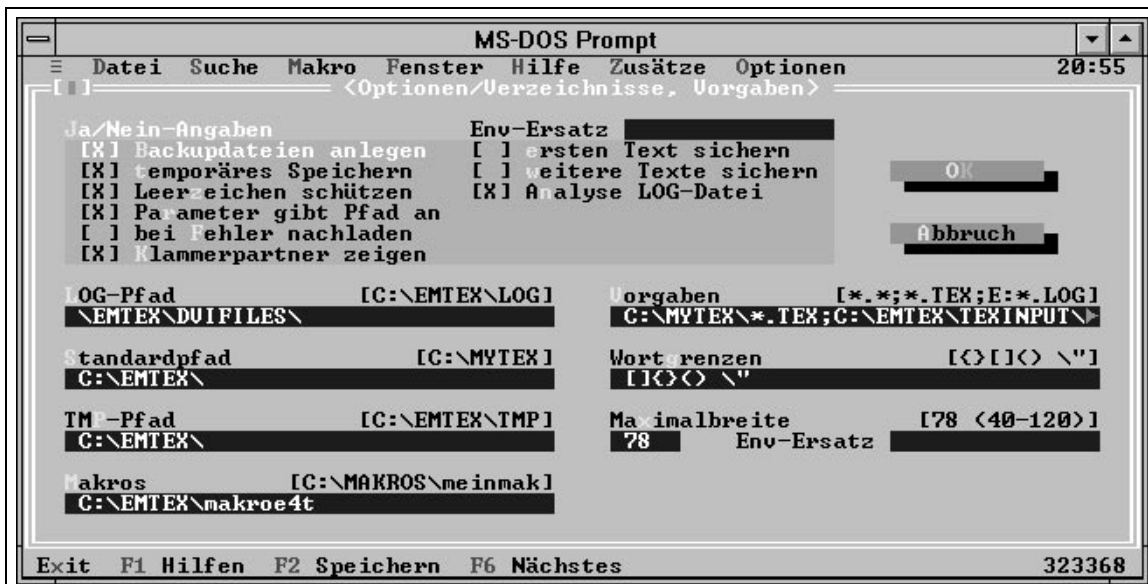 MS-DOS Prompt
≡ Datei Suche Makro Fenster Hilfe Zusätze Optionen 20:55
<Optionen/Verzeichnisse, Vorgaben>
Ja/Nein-Angaben Env-Ersatz
[X] Backupdateien anlegen [ ] ersten Text sichern
[X] temporäres Speichern [ ] weitere Texte sichern
[X] Leerzeichen schützen [X] Analyse LOG-Datei
[X] Parameter gibt Pfad an
[ ] bei Fehler nachladen
[X] Klammerpartner zeigen
OK
Abbruch
LOG-Pfad [C:\EMTEX\LOG]
\EMTEX\DVIFILES\
Vorgaben [*.*;*.TEX;E:*.LOG]
C:\MYTEX\*.TEX;C:\EMTEX\TEXINPUT\
Standardpfad [C:\MYTEX]
C:\EMTEX\
Wortgrenzen [{}[]() \"]
[]{}() \"
TMP-Pfad [C:\EMTEX\TMP]
C:\EMTEX\
Maximalbreite [78 (40-120)]
78 Env-Ersatz
Makros [C:\MAKROS\meinmak]
C:\EMTEX\makroe4t
Exit F1 Hilfen F2 Speichern F6 Nächstes 323368